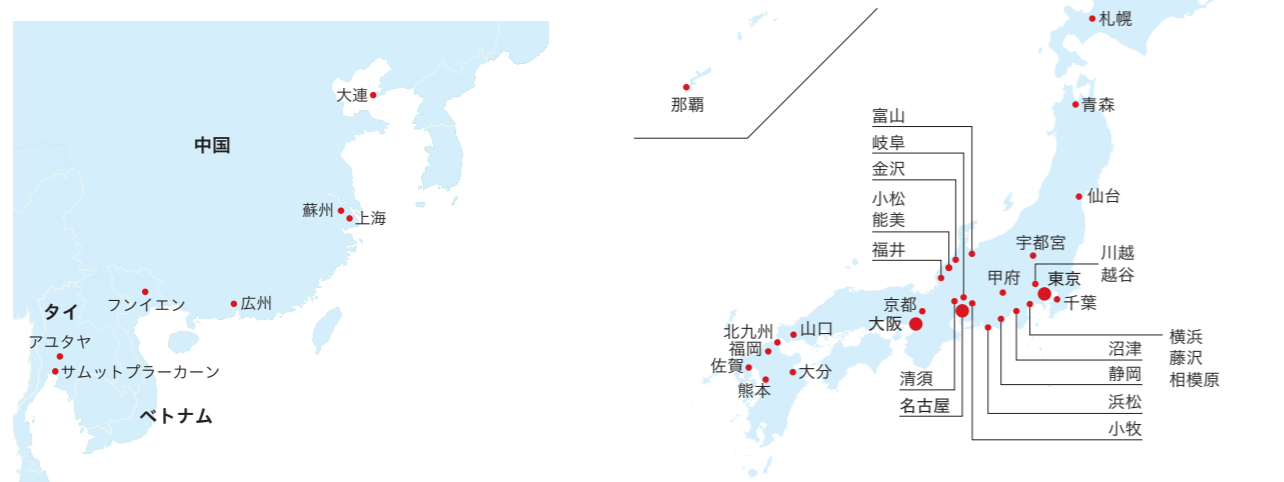 大連
中国
蘇州
上海
フンイエン
広州
タイ
アユタヤ
サムットプラーカーン
ベトナム
札幌
那覇
青森
富山
岐阜
金沢
小松
能美
福井
仙台
宇都宮
川越
越谷
甲府
東京
千葉
京都
大阪
北九州
山口
福岡
佐賀
大分
熊本
清須
名古屋
横浜
藤沢
相模原
沼津
静岡
浜松
小牧